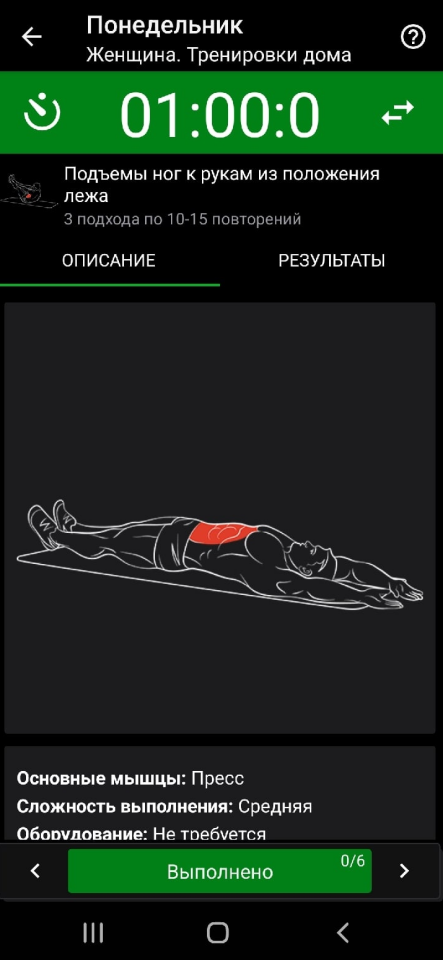 Понедельник
Женщина. Тренировки дома
01:00:0
Подъемы ног к рукам из положения
лежа
3 подхода по 10-15 повторений
ОПИСАНИЕ
РЕЗУЛЬТАТЫ
Основные мышцы: Пресс
Сложность выполнения: Средняя
Оборудование: Не требуется
Выполнено
0/6